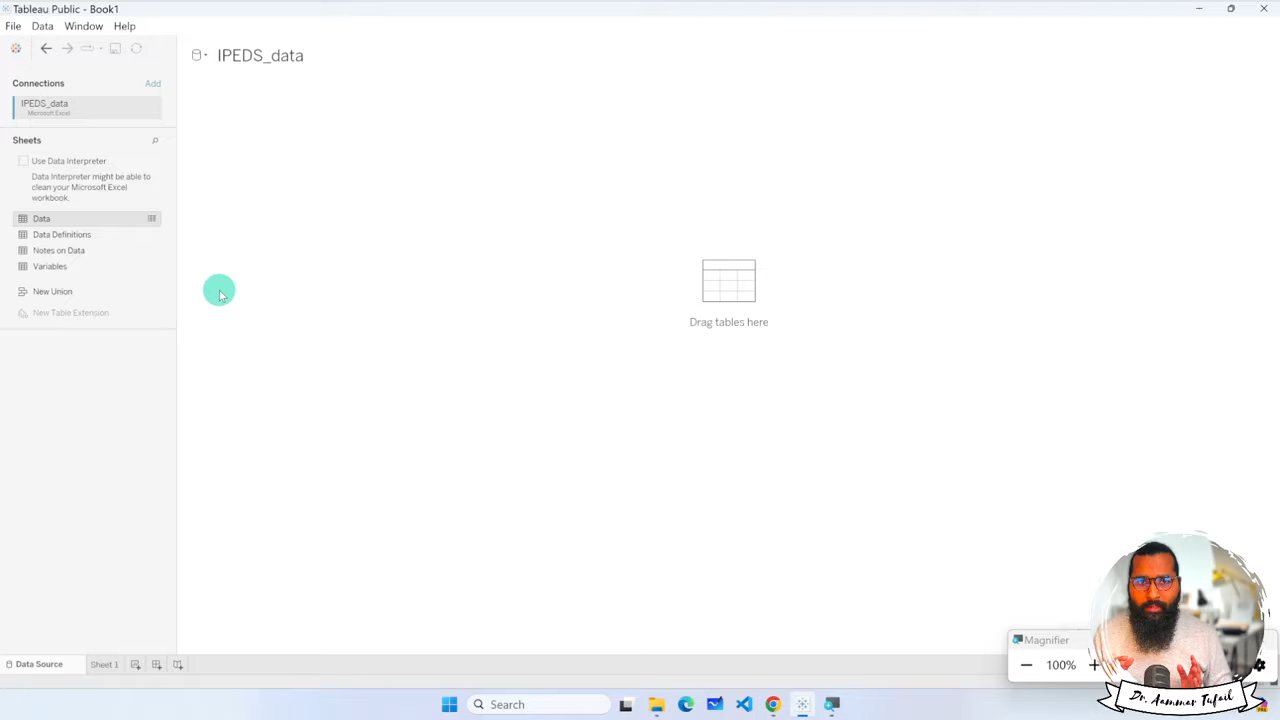 Tableau Public - Book1
File Data Window Help
IPEDS_data
Connections Add
IPEDS_data
Microsoft Excel
Sheets
Use Data Interpreter
Data Interpreter might be able to
clean your Microsoft Excel
workbook.
Data
Data Definitions
Notes on Data
Variables
New Union
New Table Extension
Drag tables here
Data Source Sheet 1
Magnifier
100%
Dr. Aammar Tufail
Search